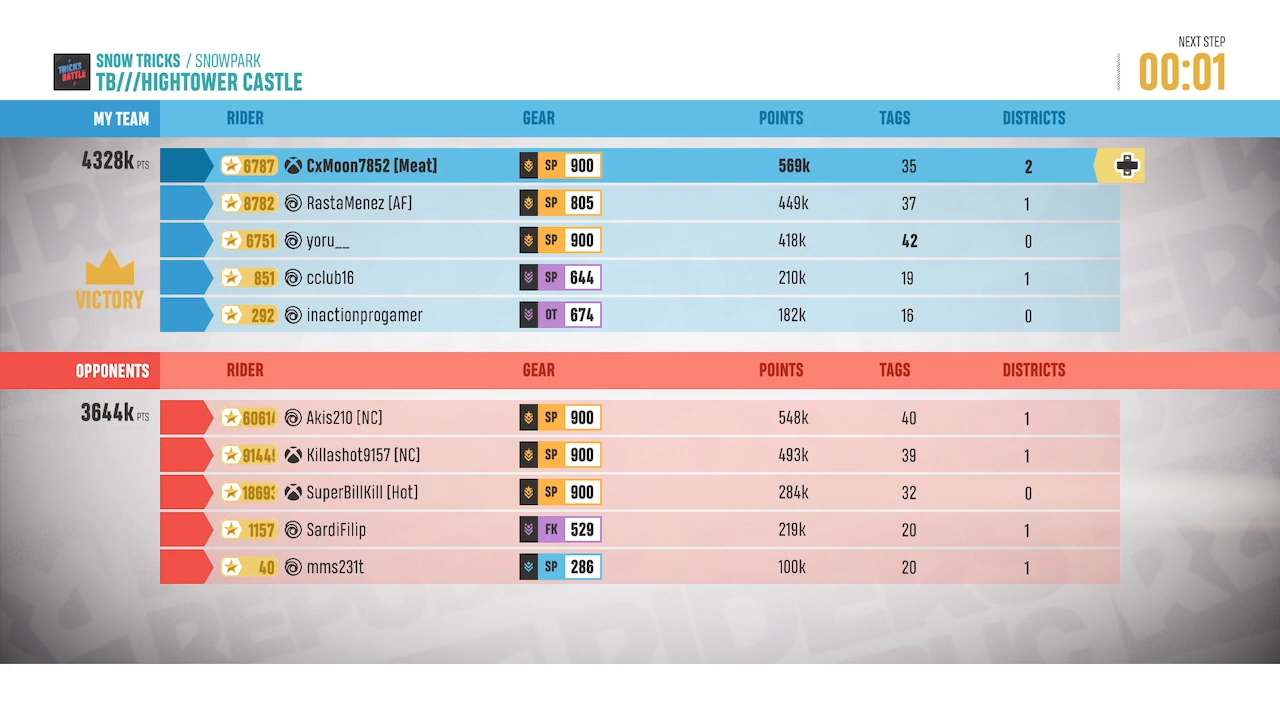 NEXT STEP
00:01
TRICKS BATTLE
SNOW TRICKS / SNOWPARK
TB///HIGHTOWER CASTLE
MY TEAM RIDER GEAR POINTS TAGS DISTRICTS
4328k PTS
6787 CxMoon7852 [Meat] SP 900 569k 35 2
8782 RastaMenez [AF] SP 805 449k 37 1
6751 yoru__ SP 900 418k 42 0
851 cclub16 SP 644 210k 19 1
292 inactionprogamer OT 674 182k 16 0
VICTORY
OPPONENTS RIDER GEAR POINTS TAGS DISTRICTS
3644k PTS
Akis210 [NC] SP 900 548k 40 1
Killashot9157 [NC] SP 900 493k 39 1
SuperBillKill [Hot] SP 900 284k 32 0
1157 SardiFilip FK 529 219k 20 1
40 mms231t SP 286 100k 20 1